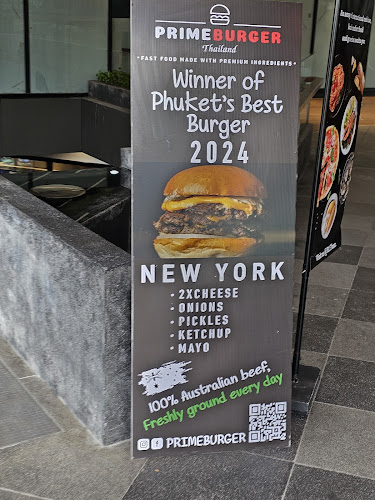 PRIMEBURGER
Thailand
• FAST FOOD MADE WITH PREMIUM INGREDIENTS •
Winner of
Phuket's Best
Burger
2024
NEW YORK
• 2XCHEESE
• ONIONS
• PICKLES
• KETCHUP
• MAYO
100% Australian beef,
Freshly ground every day
PRIMEBURGER